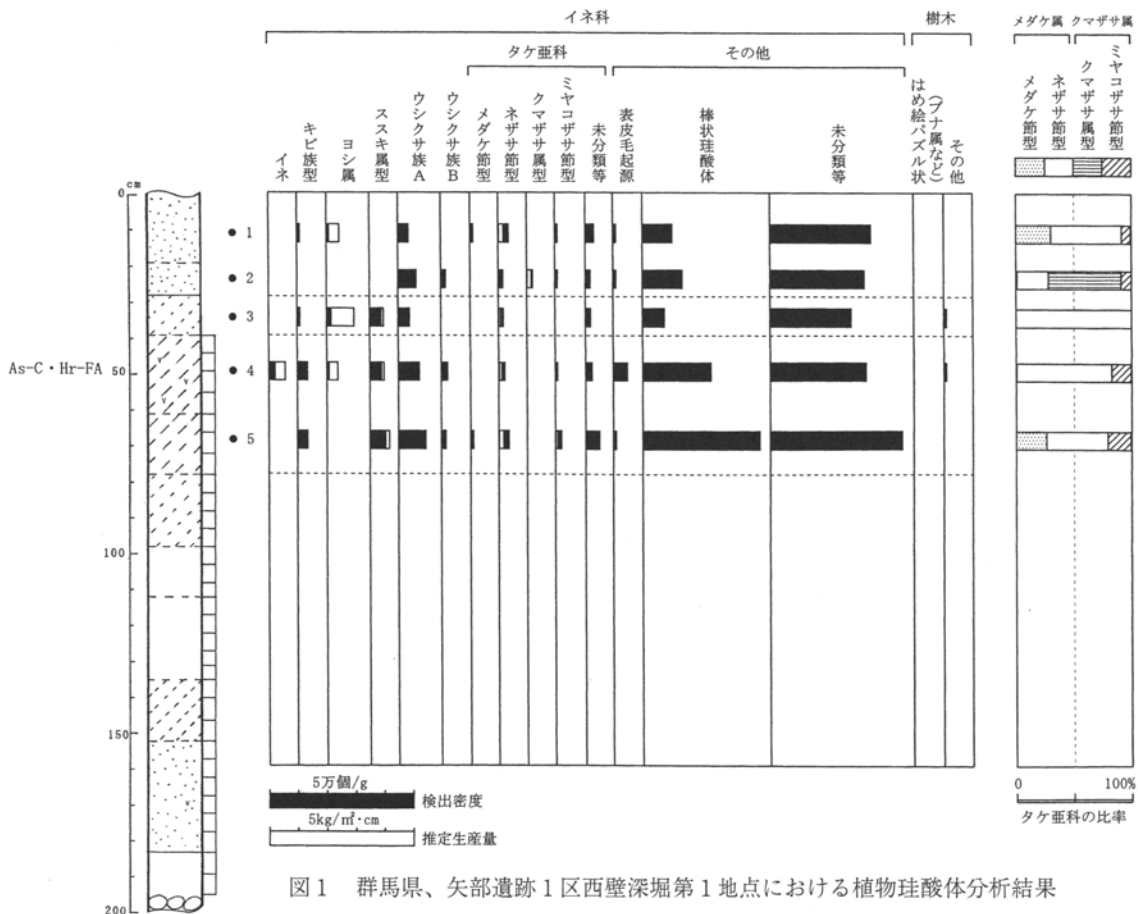 イネ科
樹木
タケ亜科
その他
イネ
キビ族型
ヨシ属
ススキ属型
ウシクサ族A
ウシクサ族B
メダケ節型
ネザサ節型
クマザサ属型
ミヤコザサ節型
未分類等
表皮毛起源
棒状珪酸体
未分類等
はめ絵パズル状
(ブナ属など)
その他
メダケ属
クマザサ属
メダケ節型
ネザサ節型
クマザサ属型
ミヤコザサ節型
cm
0
50
100
150
200
As-C・Hr-FA
1
2
3
4
5
5万個/g
検出密度
5kg/㎡・cm
推定生産量
0
100%
タケ亜科の比率
図1 群馬県、矢部遺跡1区西壁深堀第1地点における植物珪酸体分析結果